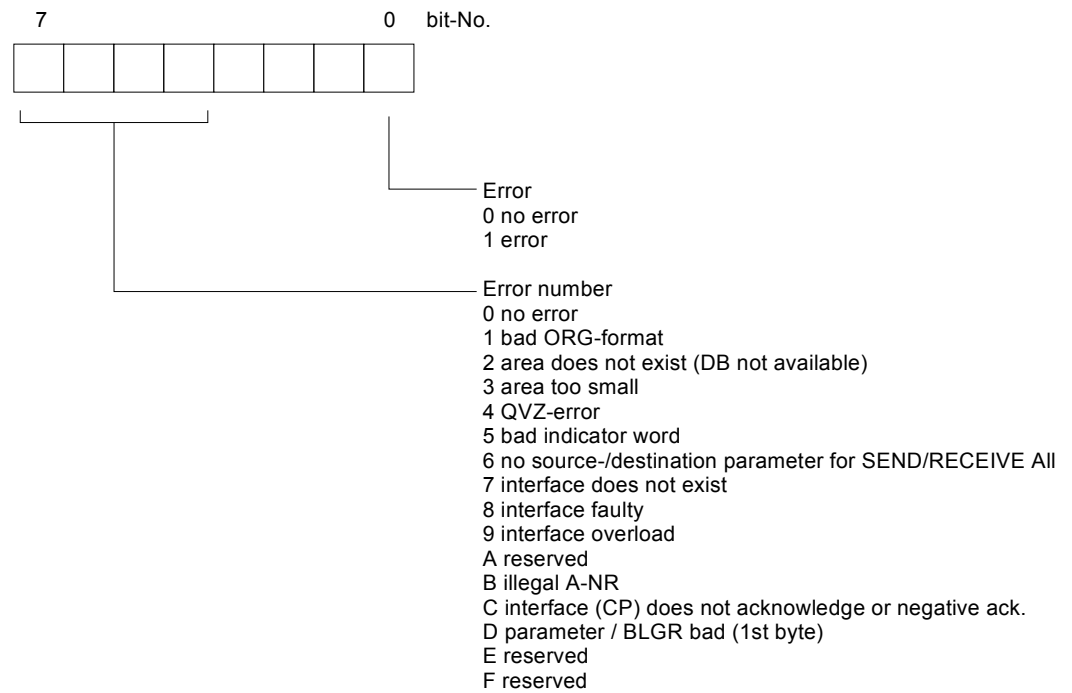 7 0 bit-No.
Error
0 no error
1 error
Error number
0 no error
1 bad ORG-format
2 area does not exist (DB not available)
3 area too small
4 QVZ-error
5 bad indicator word
6 no source-/destination parameter for SEND/RECEIVE All
7 interface does not exist
8 interface faulty
9 interface overload
A reserved
B illegal A-NR
C interface (CP) does not acknowledge or negative ack.
D parameter / BLGR bad (1st byte)
E reserved
F reserved